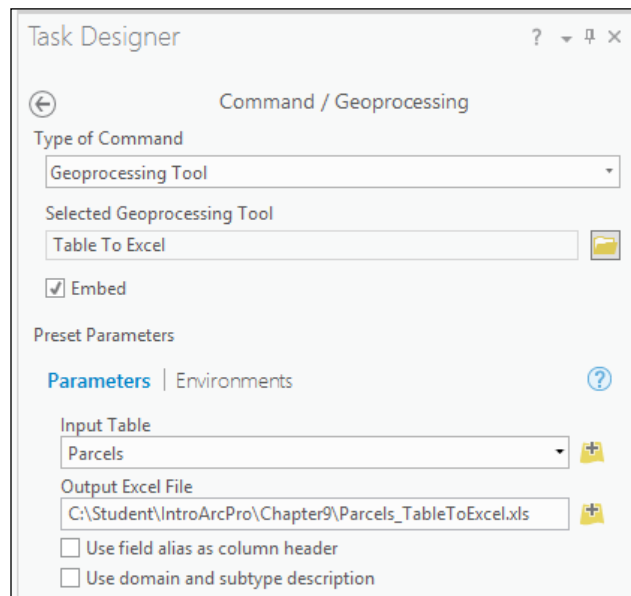 Task Designer ?
Command / Geoprocessing
Type of Command
Geoprocessing Tool
Selected Geoprocessing Tool
Table To Excel
Embed
Preset Parameters
Parameters | Environments ?
Input Table
Parcels
Output Excel File
C:\Student\IntroArcPro\Chapter9\Parcels_TableToExcel.xls
Use field alias as column header
Use domain and subtype description